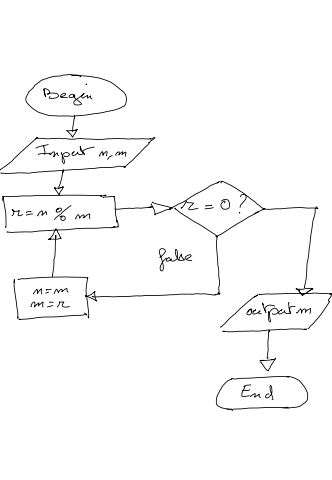 Begin
Input n, m
r = n % m
r = 0 ?
false
n = m
m = r
output m
End